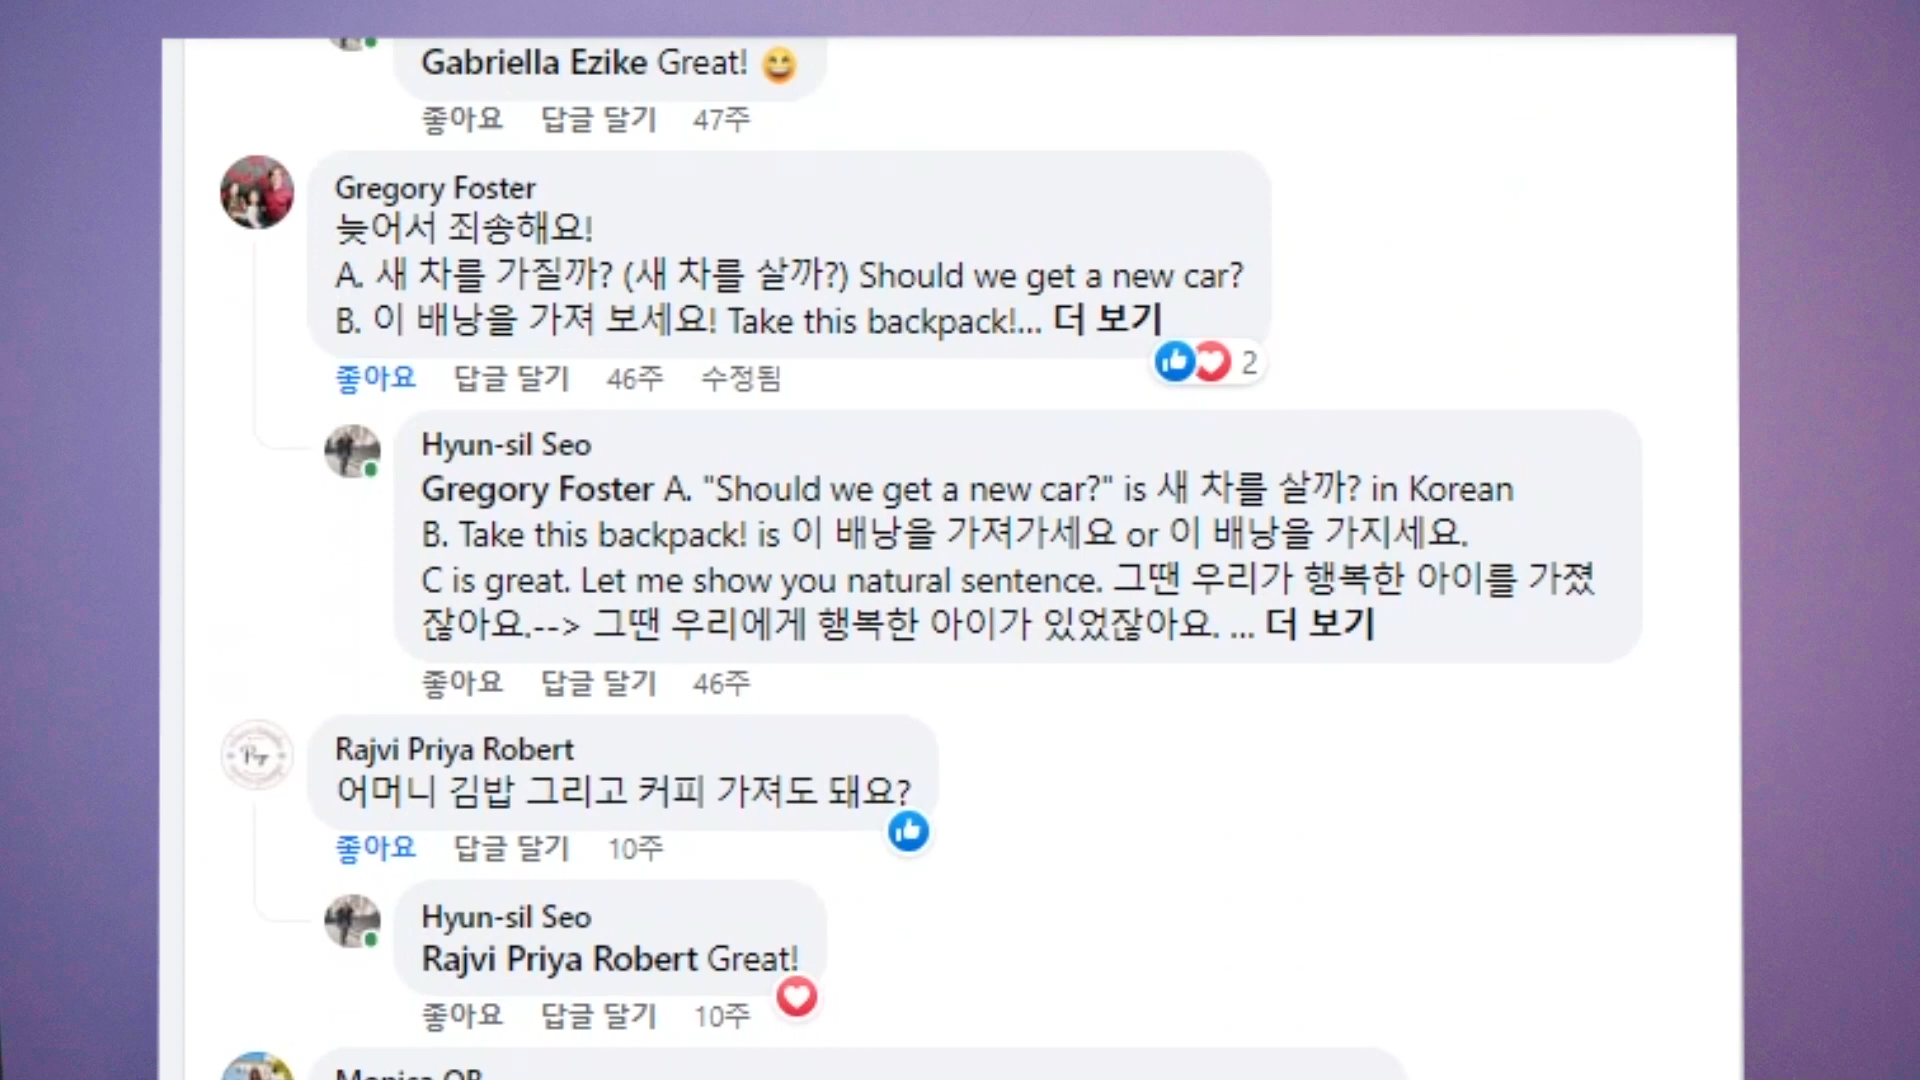 Gabriella Ezike Great! 😄
좋아요 답글 달기 47주
Gregory Foster
늦어서 죄송해요!
A. 새 차를 가질까? (새 차를 살까?) Should we get a new car?
B. 이 배낭을 가져 보세요! Take this backpack!... 더 보기
2
좋아요 답글 달기 46주 수정됨
Hyun-sil Seo
Gregory Foster A. "Should we get a new car?" is 새 차를 살까? in Korean
B. Take this backpack! is 이 배낭을 가져가세요 or 이 배낭을 가지세요.
C is great. Let me show you natural sentence. 그땐 우리가 행복한 아이를 가졌
잖아요.--> 그땐 우리에게 행복한 아이가 있었잖아요. ... 더 보기
좋아요 답글 달기 46주
Rajvi Priya Robert
어머니 김밥 그리고 커피 가져도 돼요?
좋아요 답글 달기 10주
Hyun-sil Seo
Rajvi Priya Robert Great!
좋아요 답글 달기 10주